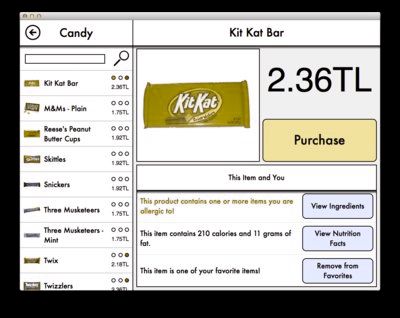 Candy
Kit Kat Bar
Kit Kat Bar
2.36TL
M&Ms - Plain
1.75TL
Reese's Peanut
Butter Cups
1.92TL
Skittles
1.92TL
Snickers
1.92TL
Three Musketeers
1.75TL
Three Musketeers -
Mint
1.75TL
Twix
2.18TL
Twizzlers
2.36TL
KitKat
2.36TL
Purchase
This Item and You
This product contains one or more items you are
allergic to!
View Ingredients
This item contains 210 calories and 11 grams of
fat.
View Nutrition
Facts
This item is one of your favorite items!
Remove from
Favorites